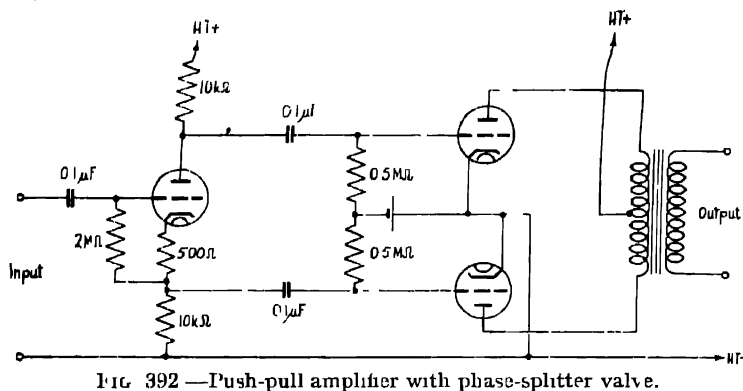 HT+
HT+
10kΩ
0.1µF
0.1µF
0.5MΩ
2MΩ
500Ω
Output
Input
0.5MΩ
0.1µF
10kΩ
HT-
FIG 392 —Push-pull amplifier with phase-splitter valve.